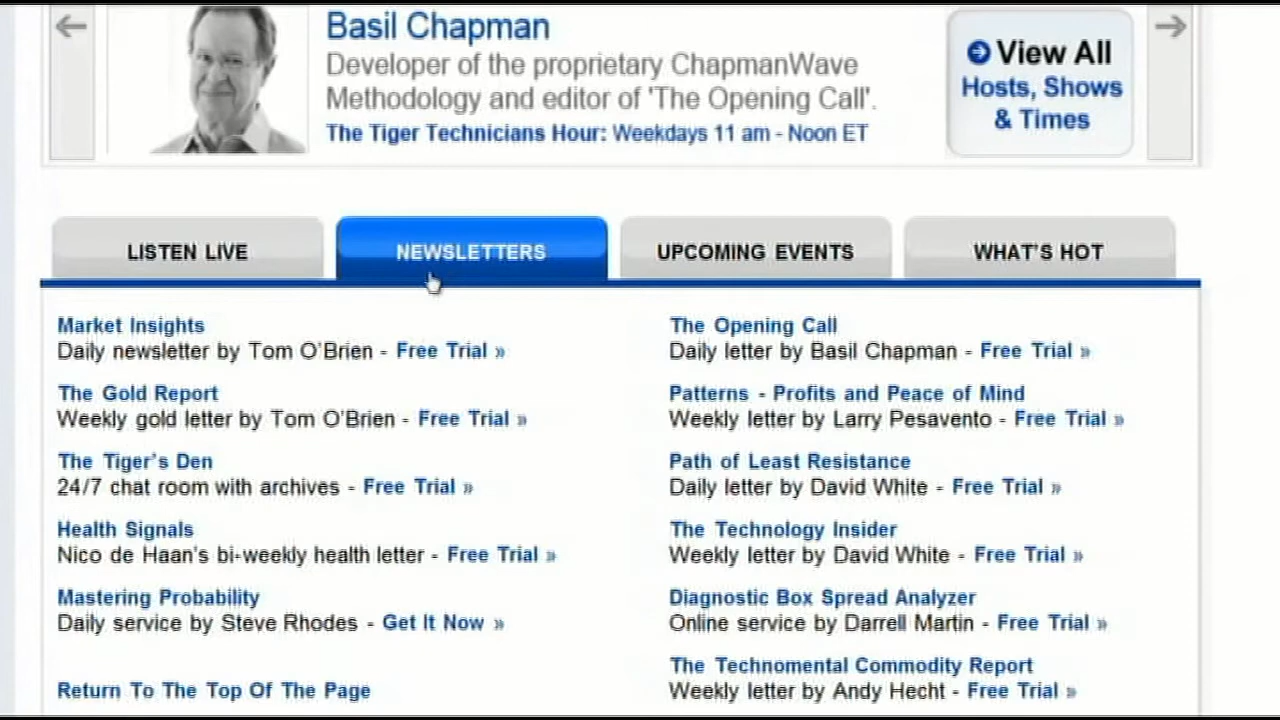 Basil Chapman
Developer of the proprietary ChapmanWave
Methodology and editor of 'The Opening Call'.
The Tiger Technicians Hour: Weekdays 11 am - Noon ET
View All
Hosts, Shows
& Times
LISTEN LIVE
NEWSLETTERS
UPCOMING EVENTS
WHAT'S HOT
Market Insights
Daily newsletter by Tom O'Brien - Free Trial »
The Gold Report
Weekly gold letter by Tom O'Brien - Free Trial »
The Tiger's Den
24/7 chat room with archives - Free Trial »
Health Signals
Nico de Haan's bi-weekly health letter - Free Trial »
Mastering Probability
Daily service by Steve Rhodes - Get It Now »
Return To The Top Of The Page
The Opening Call
Daily letter by Basil Chapman - Free Trial »
Patterns - Profits and Peace of Mind
Weekly letter by Larry Pesavento - Free Trial »
Path of Least Resistance
Daily letter by David White - Free Trial »
The Technology Insider
Weekly letter by David White - Free Trial »
Diagnostic Box Spread Analyzer
Online service by Darrell Martin - Free Trial »
The Technomental Commodity Report
Weekly letter by Andy Hecht - Free Trial »